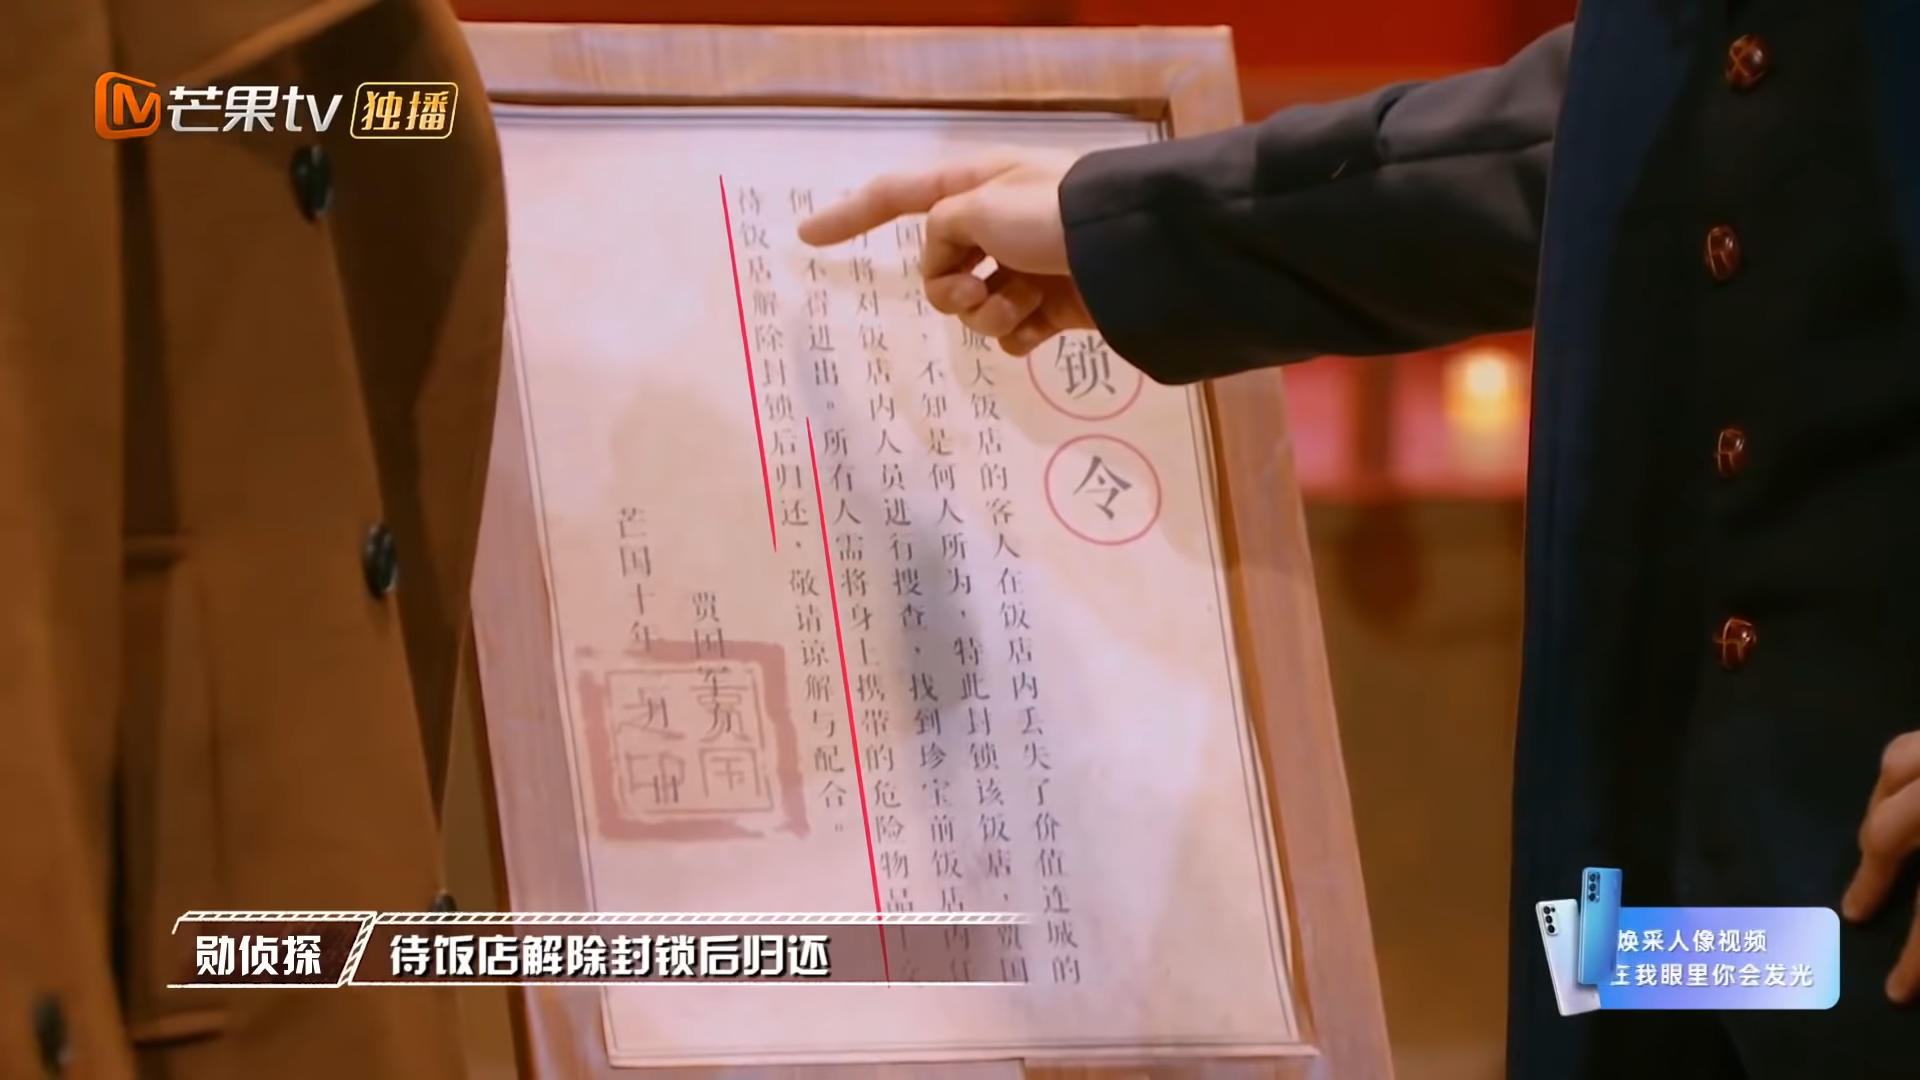 芒果tv 独播
锁
令
城大饭店的客人在饭店内丢失了价值连城的
国 宝，不知是何人所为，特此封锁该饭店，贾国
将对饭店内人员进行搜查，找到珍宝前饭店内任
何 不得进出。所有人需将身上携带的危险物品
待饭店解除封锁后归还，敬请谅解与配合。
贾国军
芒国十年
勋侦探
待饭店解除封锁后归还
焕采人像视频
在我眼里你会发光